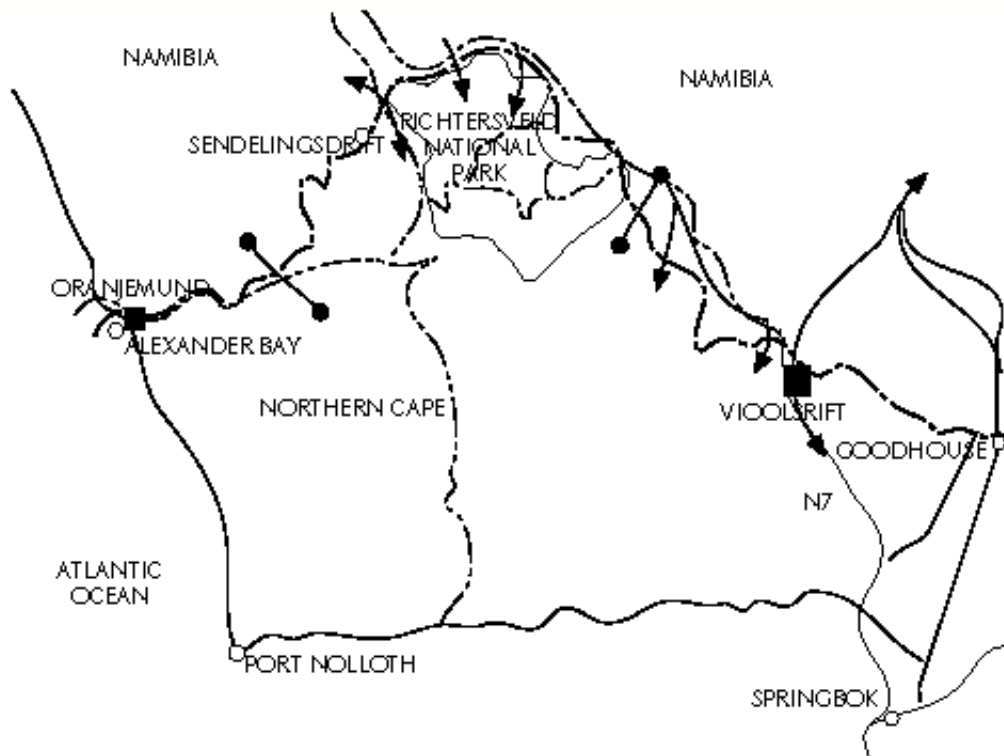 NAMIBIA
NAMIBIA
RICHTERSVELD
SENDELINGSDRIFT
NATIONAL
PARK
ORANJEMUND
ALEXANDER BAY
NORTHERN CAPE
VIOOLSRIFT
GOODHOUSE
N7
ATLANTIC
OCEAN
PORT NOLLOTH
SPRINGBOK